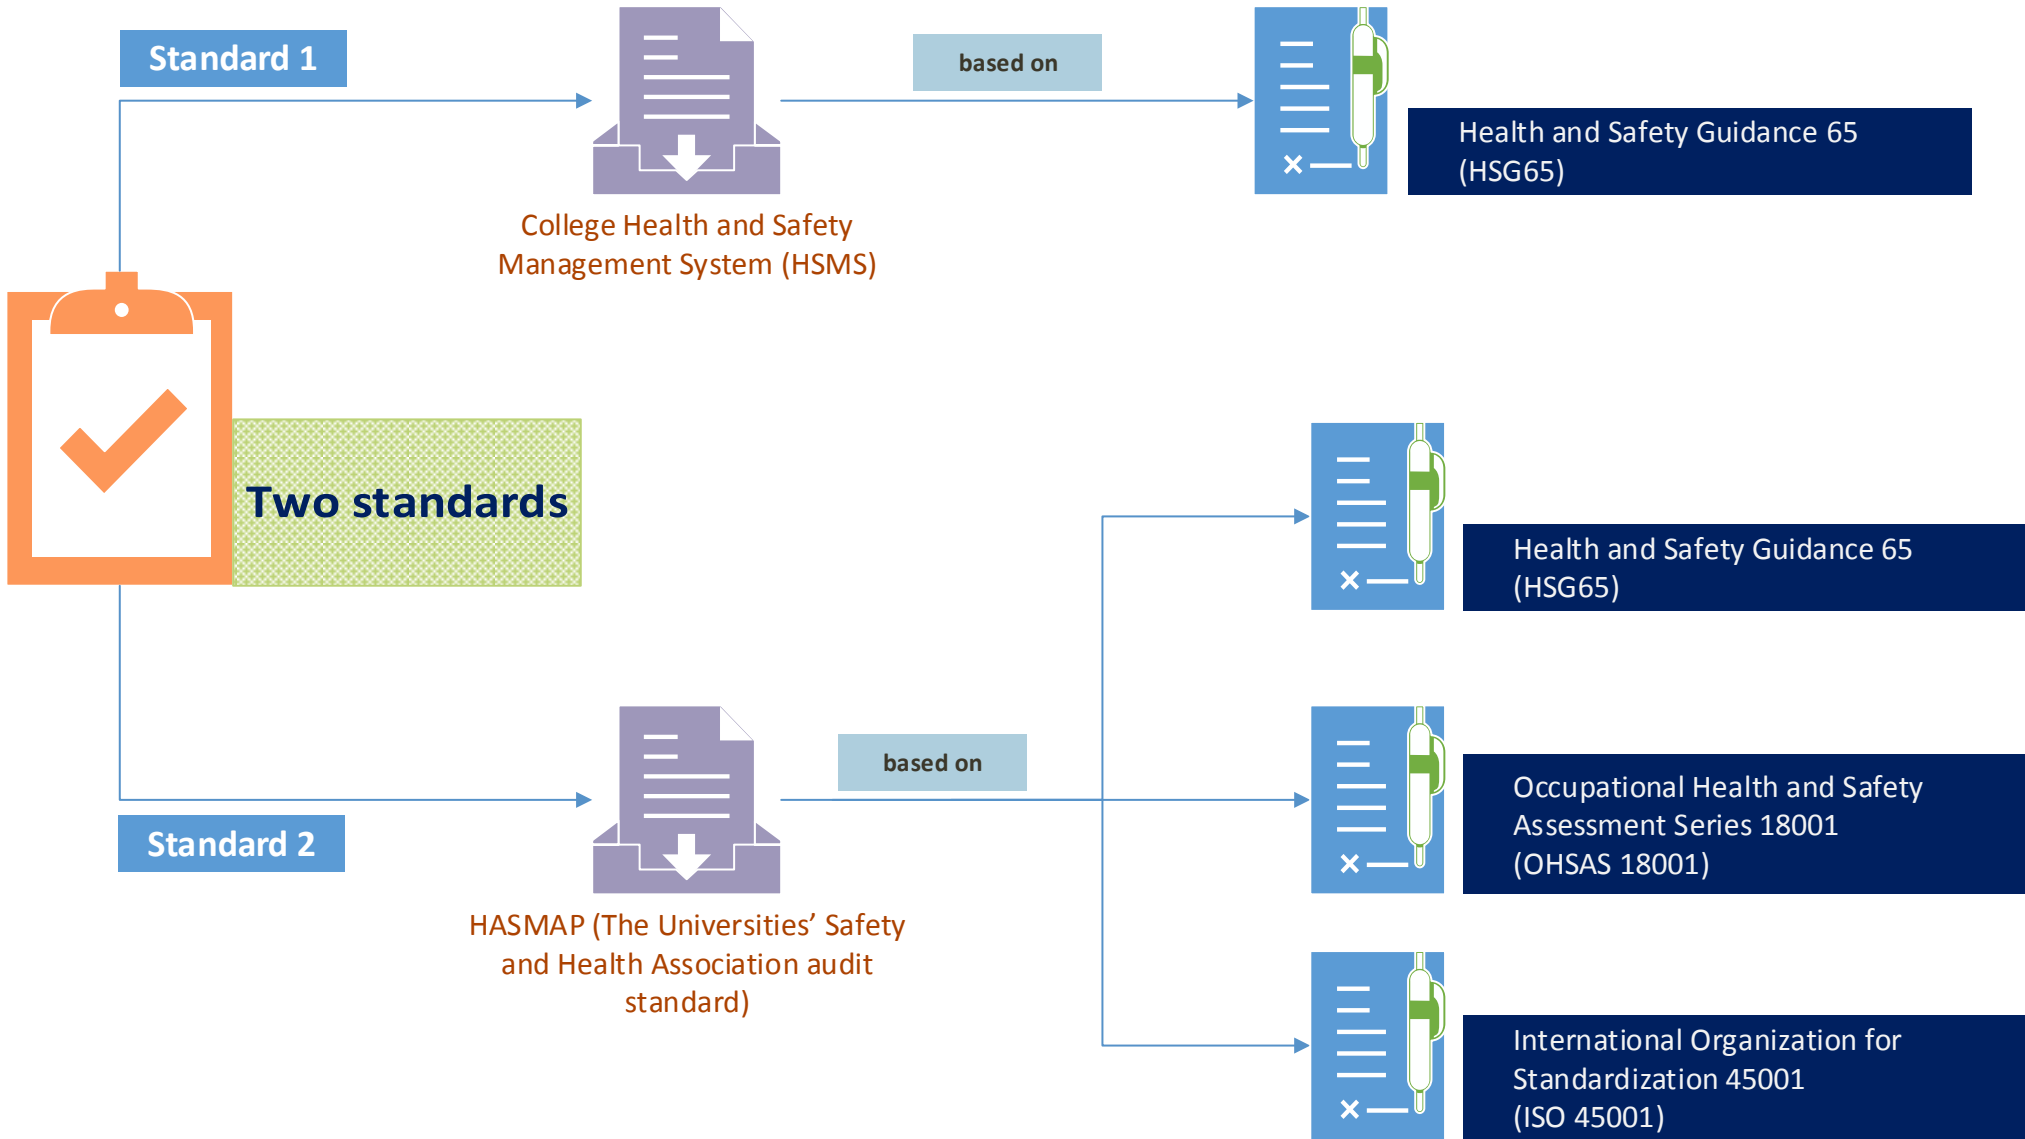 Standard 1
based on
Health and Safety Guidance 65
(HSG65)
College Health and Safety
Management System (HSMS)
Two standards
Health and Safety Guidance 65
(HSG65)
based on
Standard 2
Occupational Health and Safety
Assessment Series 18001
(OHSAS 18001)
HASMAP (The Universities’ Safety
and Health Association audit
standard)
International Organization for
Standardization 45001
(ISO 45001)